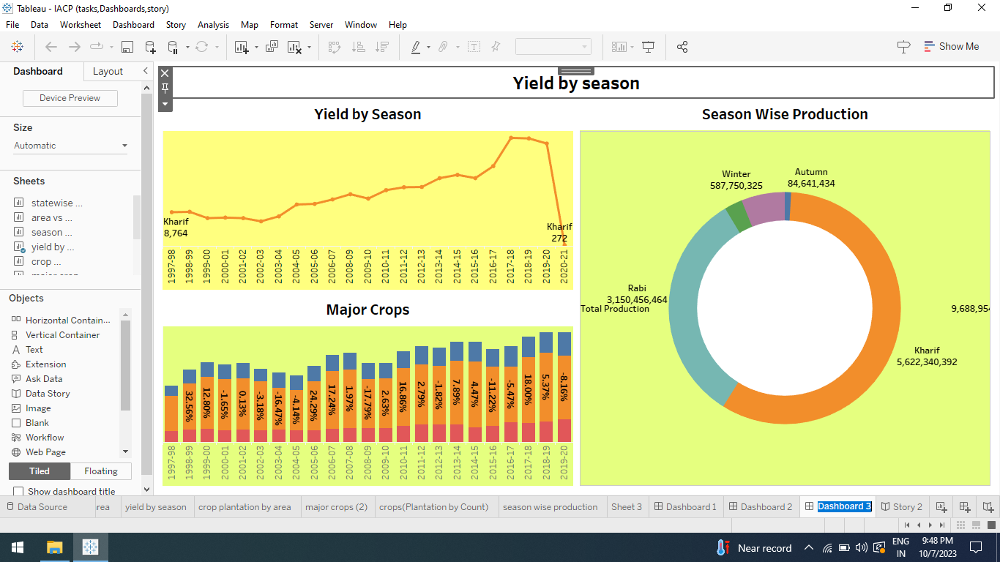 Tableau - IACP (tasks,Dashboards,story)
File Data Worksheet Dashboard Story Analysis Map Format Server Window Help
Show Me
Dashboard Layout
Device Preview
Size
Automatic
Sheets
statewise ...
area vs ...
season ...
yield by ...
crop ...
Objects
Horizontal Contain...
Vertical Container
Text
Extension
Ask Data
Data Story
Image
Blank
Workflow
Web Page
Tiled Floating
Show dashboard title
Yield by season
Yield by Season
Kharif
8,764
Kharif
272
1997-98 1998-99 1999-00 2000-01 2001-02 2002-03 2003-04 2004-05 2005-06 2006-07 2008-09 2009-10 2010-11 2011-12 2012-13 2013-14 2014-15 2015-16 2016-17 2017-18 2018-19 2019-20 2020-21
Major Crops
32.56% 12.80% -1.65% 0.13% -3.18% -16.47% -4.14% 24.29% 17.24% 1.97% -17.79% 2.63% 16.86% 2.79% -1.82% 7.89% 4.47% -11.22% -5.47% 18.00% 5.37% -8.16%
1997-98 1998-99 1999-00 2000-01 2001-02 2002-03 2003-04 2004-05 2005-06 2006-07 2007-08 2008-09 2009-10 2010-11 2011-12 2012-13 2013-14 2014-15 2015-16 2016-17 2017-18 2018-19 2019-20
Season Wise Production
Winter
587,750,325
Autumn
84,641,434
Rabi
3,150,456,464
Total Production
9,688,954
Kharif
5,622,340,392
Data Source area yield by season crop plantation by area major crops (2) crops(Plantation by Count) season wise production Sheet 3 Dashboard 1 Dashboard 2 Dashboard 3 Story 2
Near record
ENG
IN
9:48 PM
10/7/2023